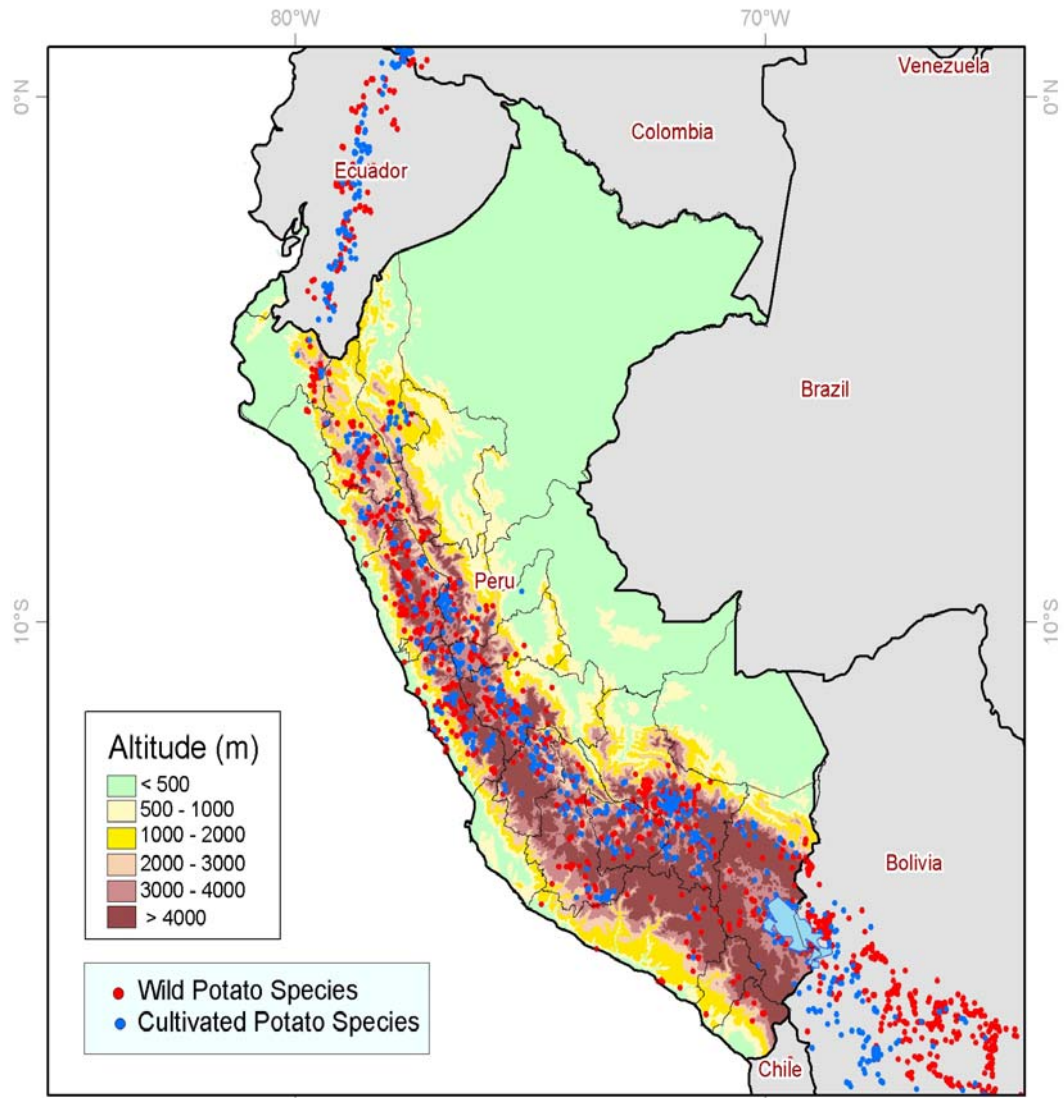 80°W
70°W
Venezuela
0°N
0°N
Colombia
Ecuador
Brazil
Peru
10°S
10°S
Altitude (m)
< 500
500 - 1000
1000 - 2000
2000 - 3000
3000 - 4000
> 4000
Bolivia
Wild Potato Species
Cultivated Potato Species
Chile